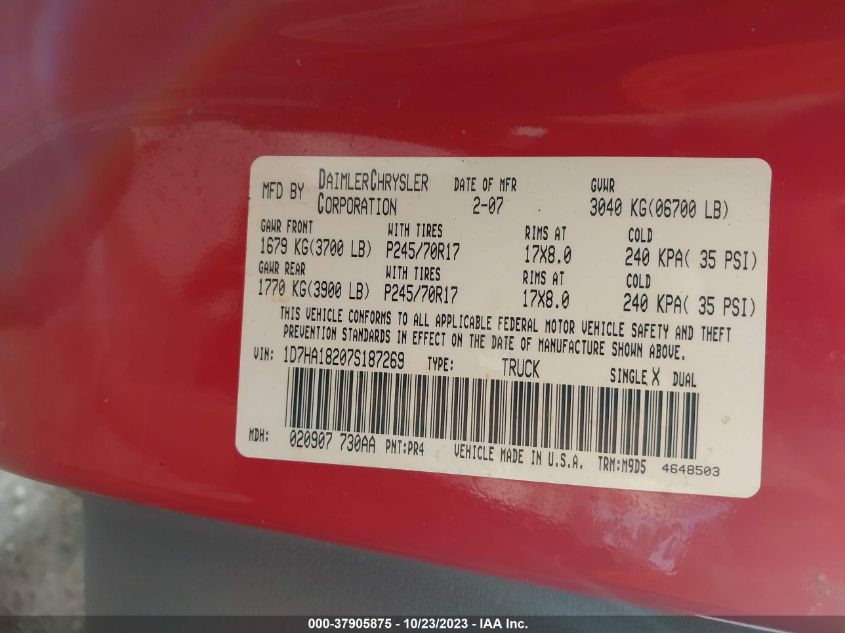 MFD BY DAIMLERCHRYSLER CORPORATION DATE OF MFR 2-07 GVWR 3040 KG(06700 LB)
GAWR FRONT WITH TIRES RIMS AT COLD
1679 KG(3700 LB) P245/70R17 17X8.0 240 KPA( 35 PSI)
GAWR REAR WITH TIRES RIMS AT COLD
1770 KG(3900 LB) P245/70R17 17X8.0 240 KPA( 35 PSI)
THIS VEHICLE CONFORMS TO ALL APPLICABLE FEDERAL MOTOR VEHICLE SAFETY AND THEFT
PREVENTION STANDARDS IN EFFECT ON THE DATE OF MANUFACTURE SHOWN ABOVE.
VIN: 1D7HA18207S187269 TYPE: TRUCK SINGLE X DUAL
MDH: 020907 730AA PNT:PR4 VEHICLE MADE IN U.S.A. TRM:M9D5 4648503
000-37905875 - 10/23/2023 - IAA Inc.